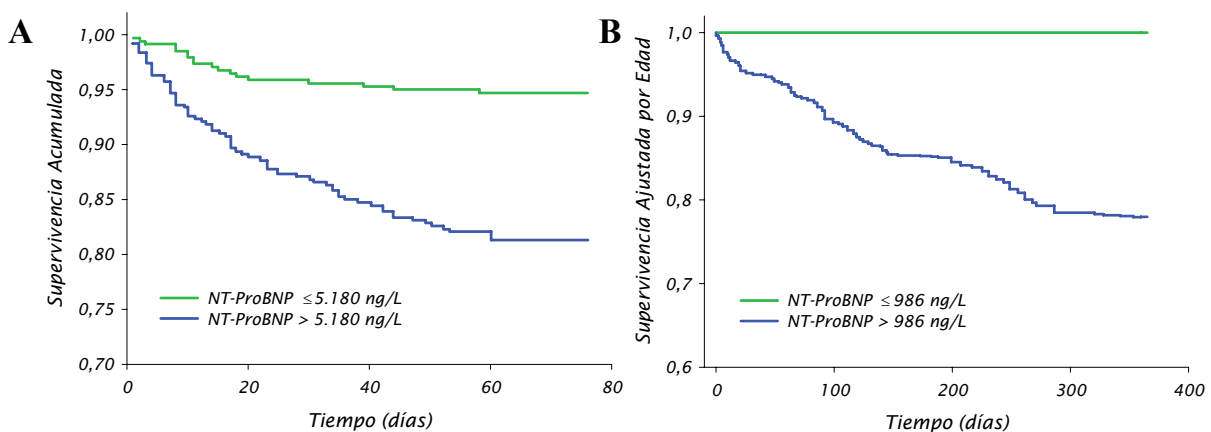 A
Supervivencia Acumulada
1,00
0,95
0,90
0,85
0,80
0,75
0,70
NT-ProBNP ≤5.180 ng/L
NT-ProBNP > 5.180 ng/L
0 20 40 60 80
Tiempo (días)
B
Supervivencia Ajustada por Edad
1,0
0,9
0,8
0,7
0,6
NT-ProBNP ≤ 986 ng/L
NT-ProBNP > 986 ng/L
0 100 200 300 400
Tiempo (días)